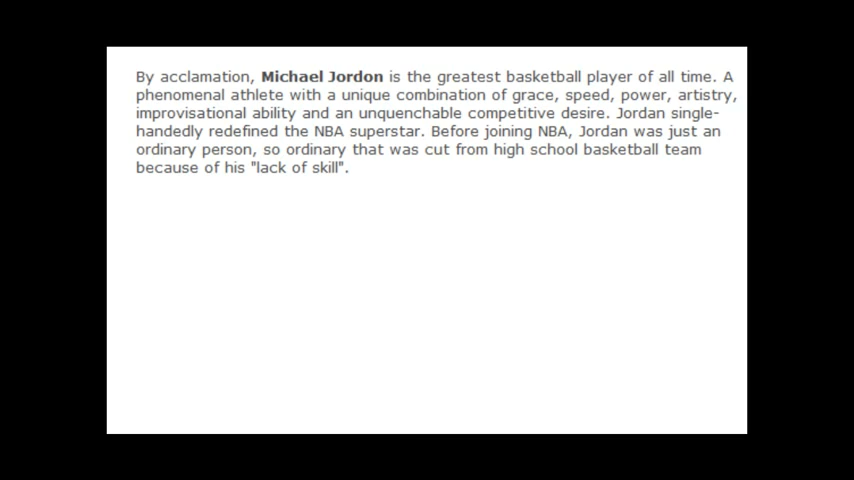 By acclamation, Michael Jordon is the greatest basketball player of all time. A
phenomenal athlete with a unique combination of grace, speed, power, artistry,
improvisational ability and an unquenchable competitive desire. Jordan single-
handedly redefined the NBA superstar. Before joining NBA, Jordan was just an
ordinary person, so ordinary that was cut from high school basketball team
because of his "lack of skill".